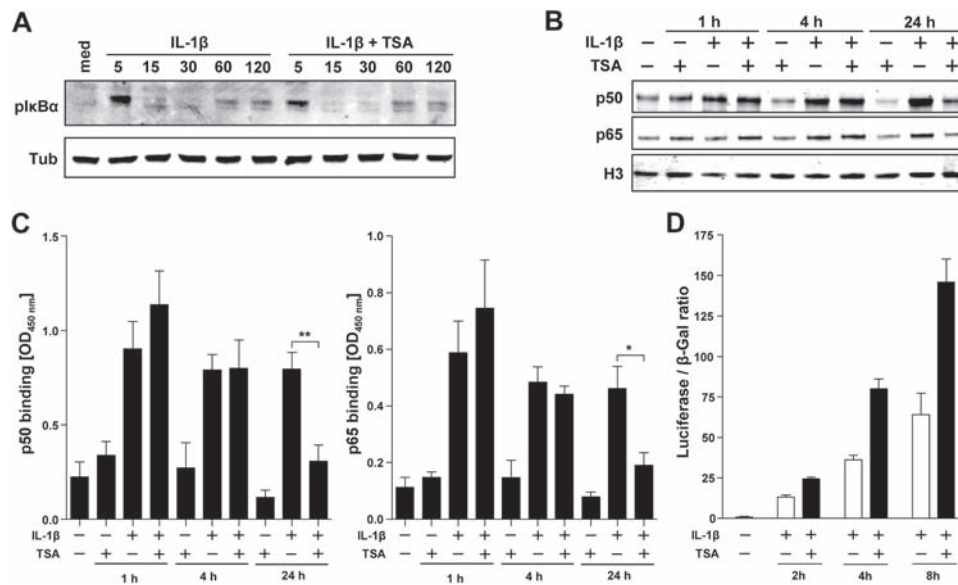 A
med
IL-1β
IL-1β + TSA
5 15 30 60 120 5 15 30 60 120
pIκBα
Tub
B
1 h 4 h 24 h
IL-1β – – + + – + + – + +
TSA – + – + + – + + – +
p50
p65
H3
C
p50 binding [OD450 nm]
1.5
1.0
0.5
0.0
**
IL-1β – – + + – + + – + +
TSA – + – + + – + + – +
1 h 4 h 24 h
p65 binding [OD450 nm]
1.0
0.8
0.6
0.4
0.2
0.0
*
– – + + – + + – + +
– + – + + – + + – +
1 h 4 h 24 h
D
Luciferase / β-Gal ratio
175
150
125
100
75
50
25
0
IL-1β – + + + + + +
TSA – – + – + – +
2h 4h 8h